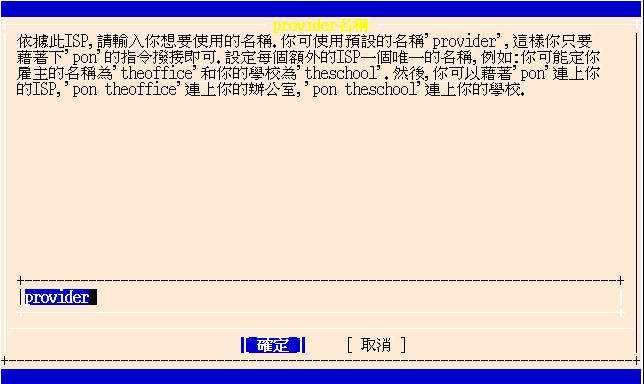 provider名稱
依據此ISP,請輸入你想要使用的名稱.你可使用預設的名稱'provider',這樣你只要
藉著下'pon'的指令撥接即可.設定每個額外的ISP一個唯一的名稱,例如:你可能定你
雇主的名稱為'theoffice'和你的學校為'theschool'.然後,你可以藉著'pon'連上你
的ISP,'pon theoffice'連上你的辦公室,'pon theschool'連上你的學校.
provider
確定 [ 取消 ]